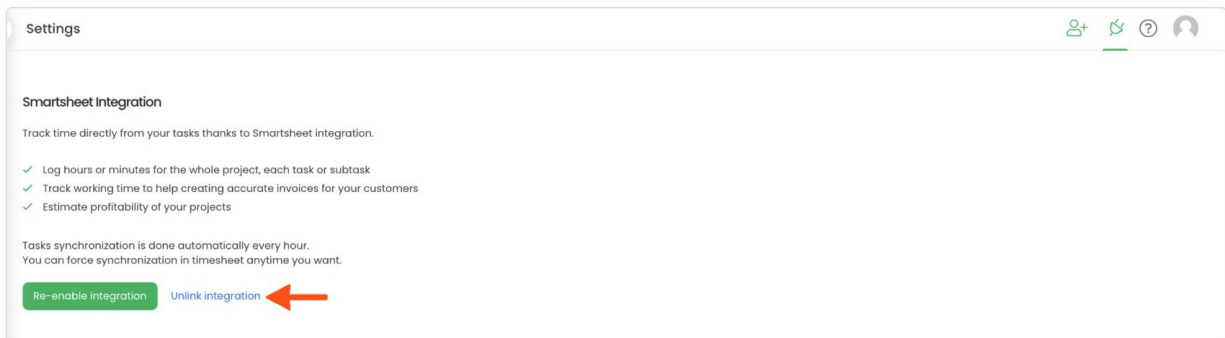 Settings
Smartsheet Integration
Track time directly from your tasks thanks to Smartsheet integration.
Log hours or minutes for the whole project, each task or subtask
Track working time to help creating accurate invoices for your customers
Estimate profitability of your projects
Tasks synchronization is done automatically every hour.
You can force synchronization in timesheet anytime you want.
Re-enable integration Unlink integration